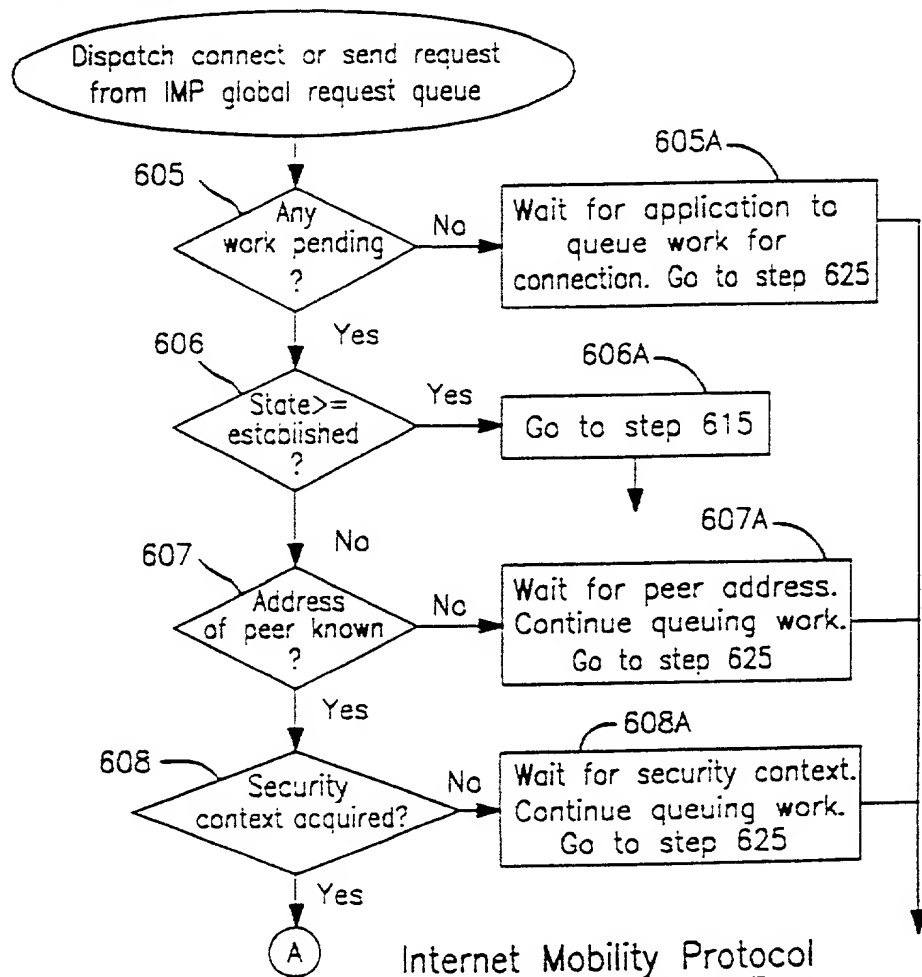 Dispatch connect or send request
from IMP global request queue
605
Any
work pending
?
No
605A
Wait for application to
queue work for
connection. Go to step 625
Yes
606
State>=
established
?
Yes
606A
Go to step 615
No
607
Address
of peer known
?
No
607A
Wait for peer address.
Continue queuing work.
Go to step 625
Yes
608
Security
context acquired?
No
608A
Wait for security context.
Continue queuing work.
Go to step 625
Yes
A
Internet Mobility Protocol